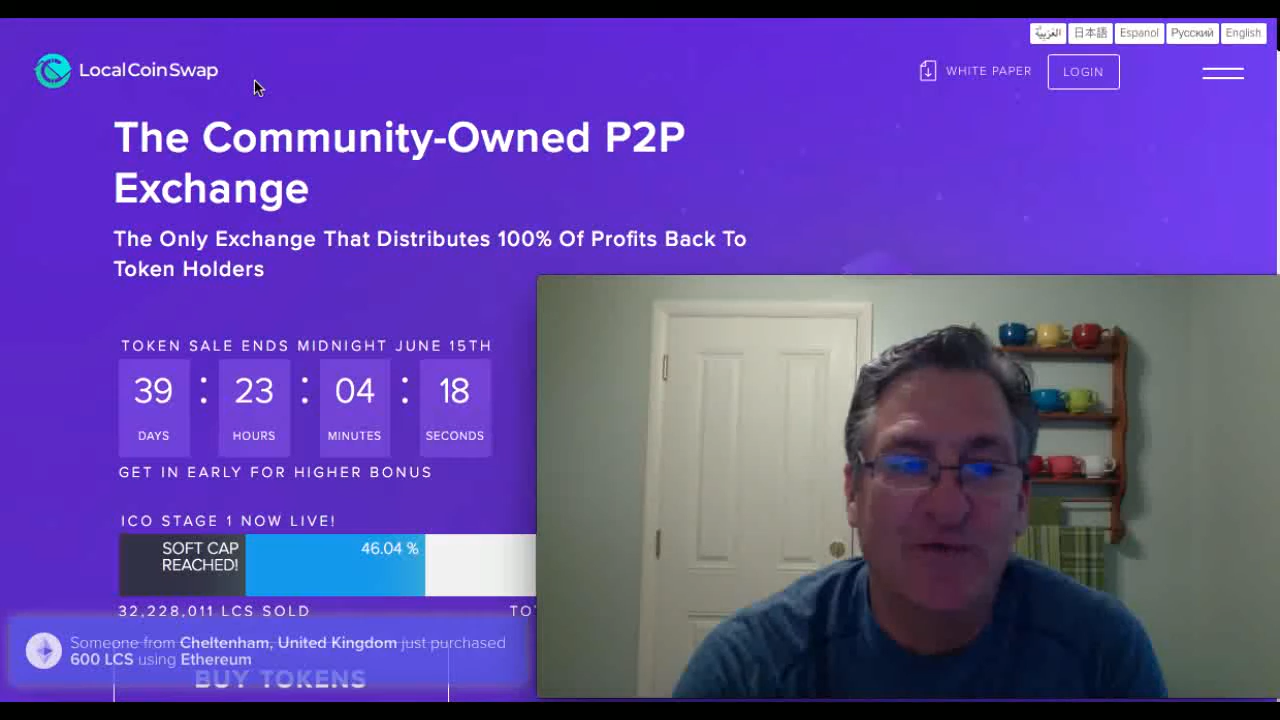 العَرَبِيَّة 日本語 Espanol Русский English
LocalCoinSwap
WHITE PAPER
LOGIN
The Community-Owned P2P
Exchange
The Only Exchange That Distributes 100% Of Profits Back To
Token Holders
TOKEN SALE ENDS MIDNIGHT JUNE 15TH
39 : 23 : 04 : 18
DAYS HOURS MINUTES SECONDS
GET IN EARLY FOR HIGHER BONUS
ICO STAGE 1 NOW LIVE!
SOFT CAP 46.04 %
REACHED!
32,228,011 LCS SOLD
Someone from Cheltenham, United Kingdom just purchased
600 LCS using Ethereum
BUY TOKENS